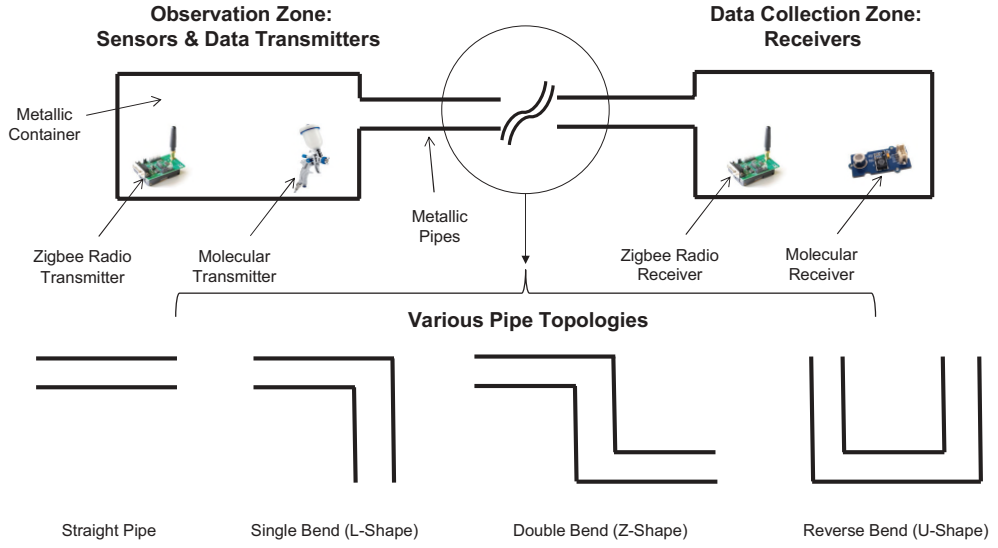 Observation Zone:
Sensors & Data Transmitters
Data Collection Zone:
Receivers
Metallic
Container
Metallic
Pipes
Zigbee Radio
Transmitter
Molecular
Transmitter
Zigbee Radio
Receiver
Molecular
Receiver
Various Pipe Topologies
Straight Pipe
Single Bend (L-Shape)
Double Bend (Z-Shape)
Reverse Bend (U-Shape)